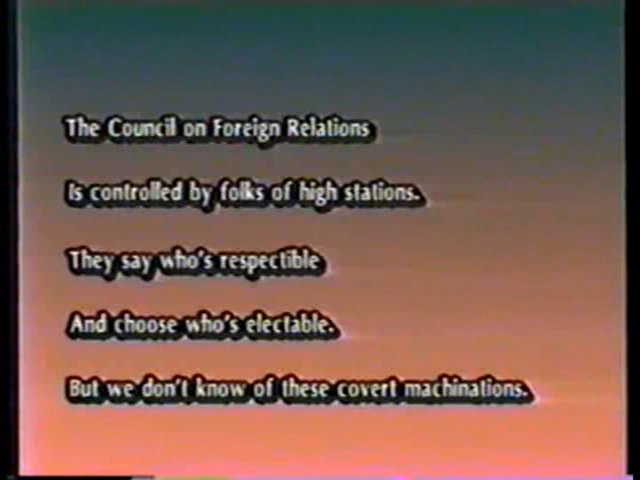 The Council on Foreign Relations
Is controlled by folks of high stations.
They say who's respectible
And choose who's electable.
But we don't know of these covert machinations.